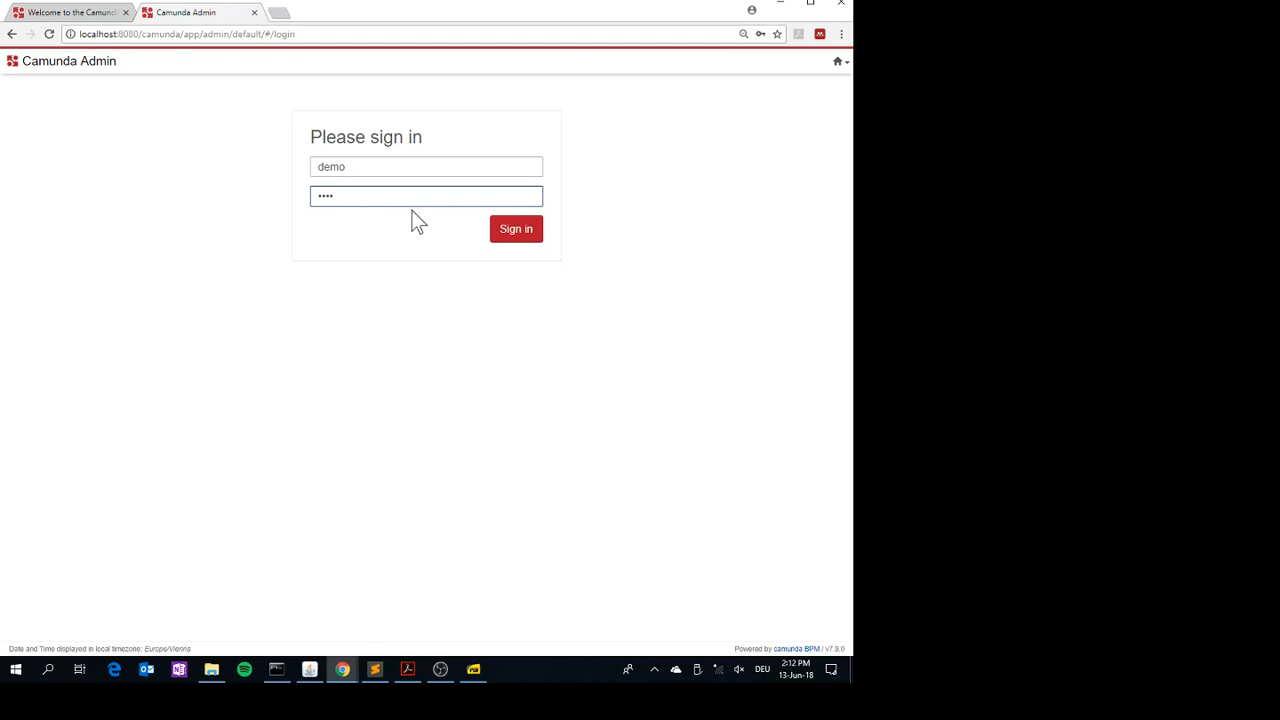 Welcome to the Camund
Camunda Admin
localhost:8080/camunda/app/admin/default/#/login
Camunda Admin
Please sign in
demo
••••
Sign in
Date and Time displayed in local timezone: Europe/Vienna
Powered by camunda BPM / v7.9.0
DEU
2:12 PM
13-Jun-18